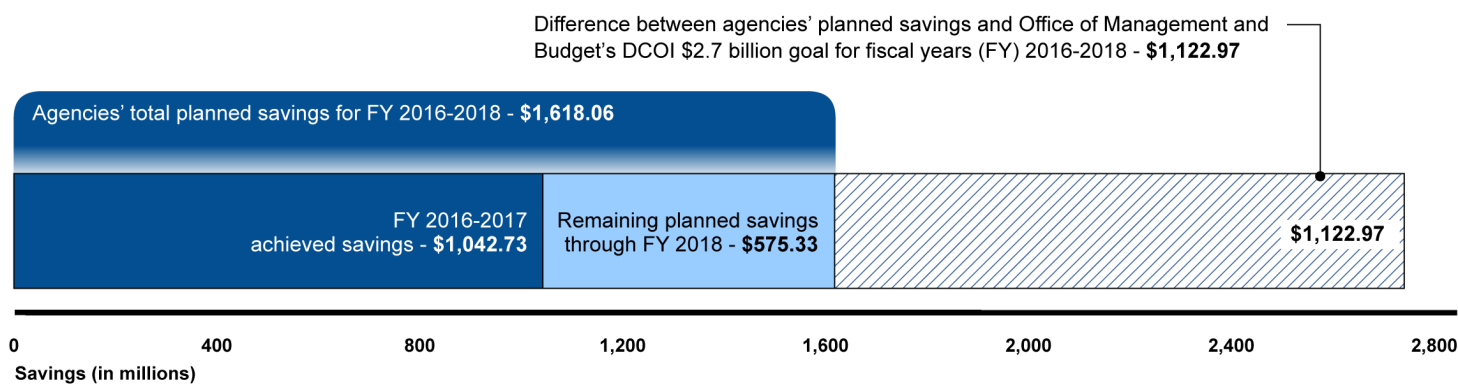 Difference between agencies’ planned savings and Office of Management and
Budget’s DCOI $2.7 billion goal for fiscal years (FY) 2016-2018 - $1,122.97
Agencies’ total planned savings for FY 2016-2018 - $1,618.06
FY 2016-2017
achieved savings - $1,042.73
Remaining planned savings
through FY 2018 - $575.33
$1,122.97
0 400 800 1,200 1,600 2,000 2,400 2,800
Savings (in millions)